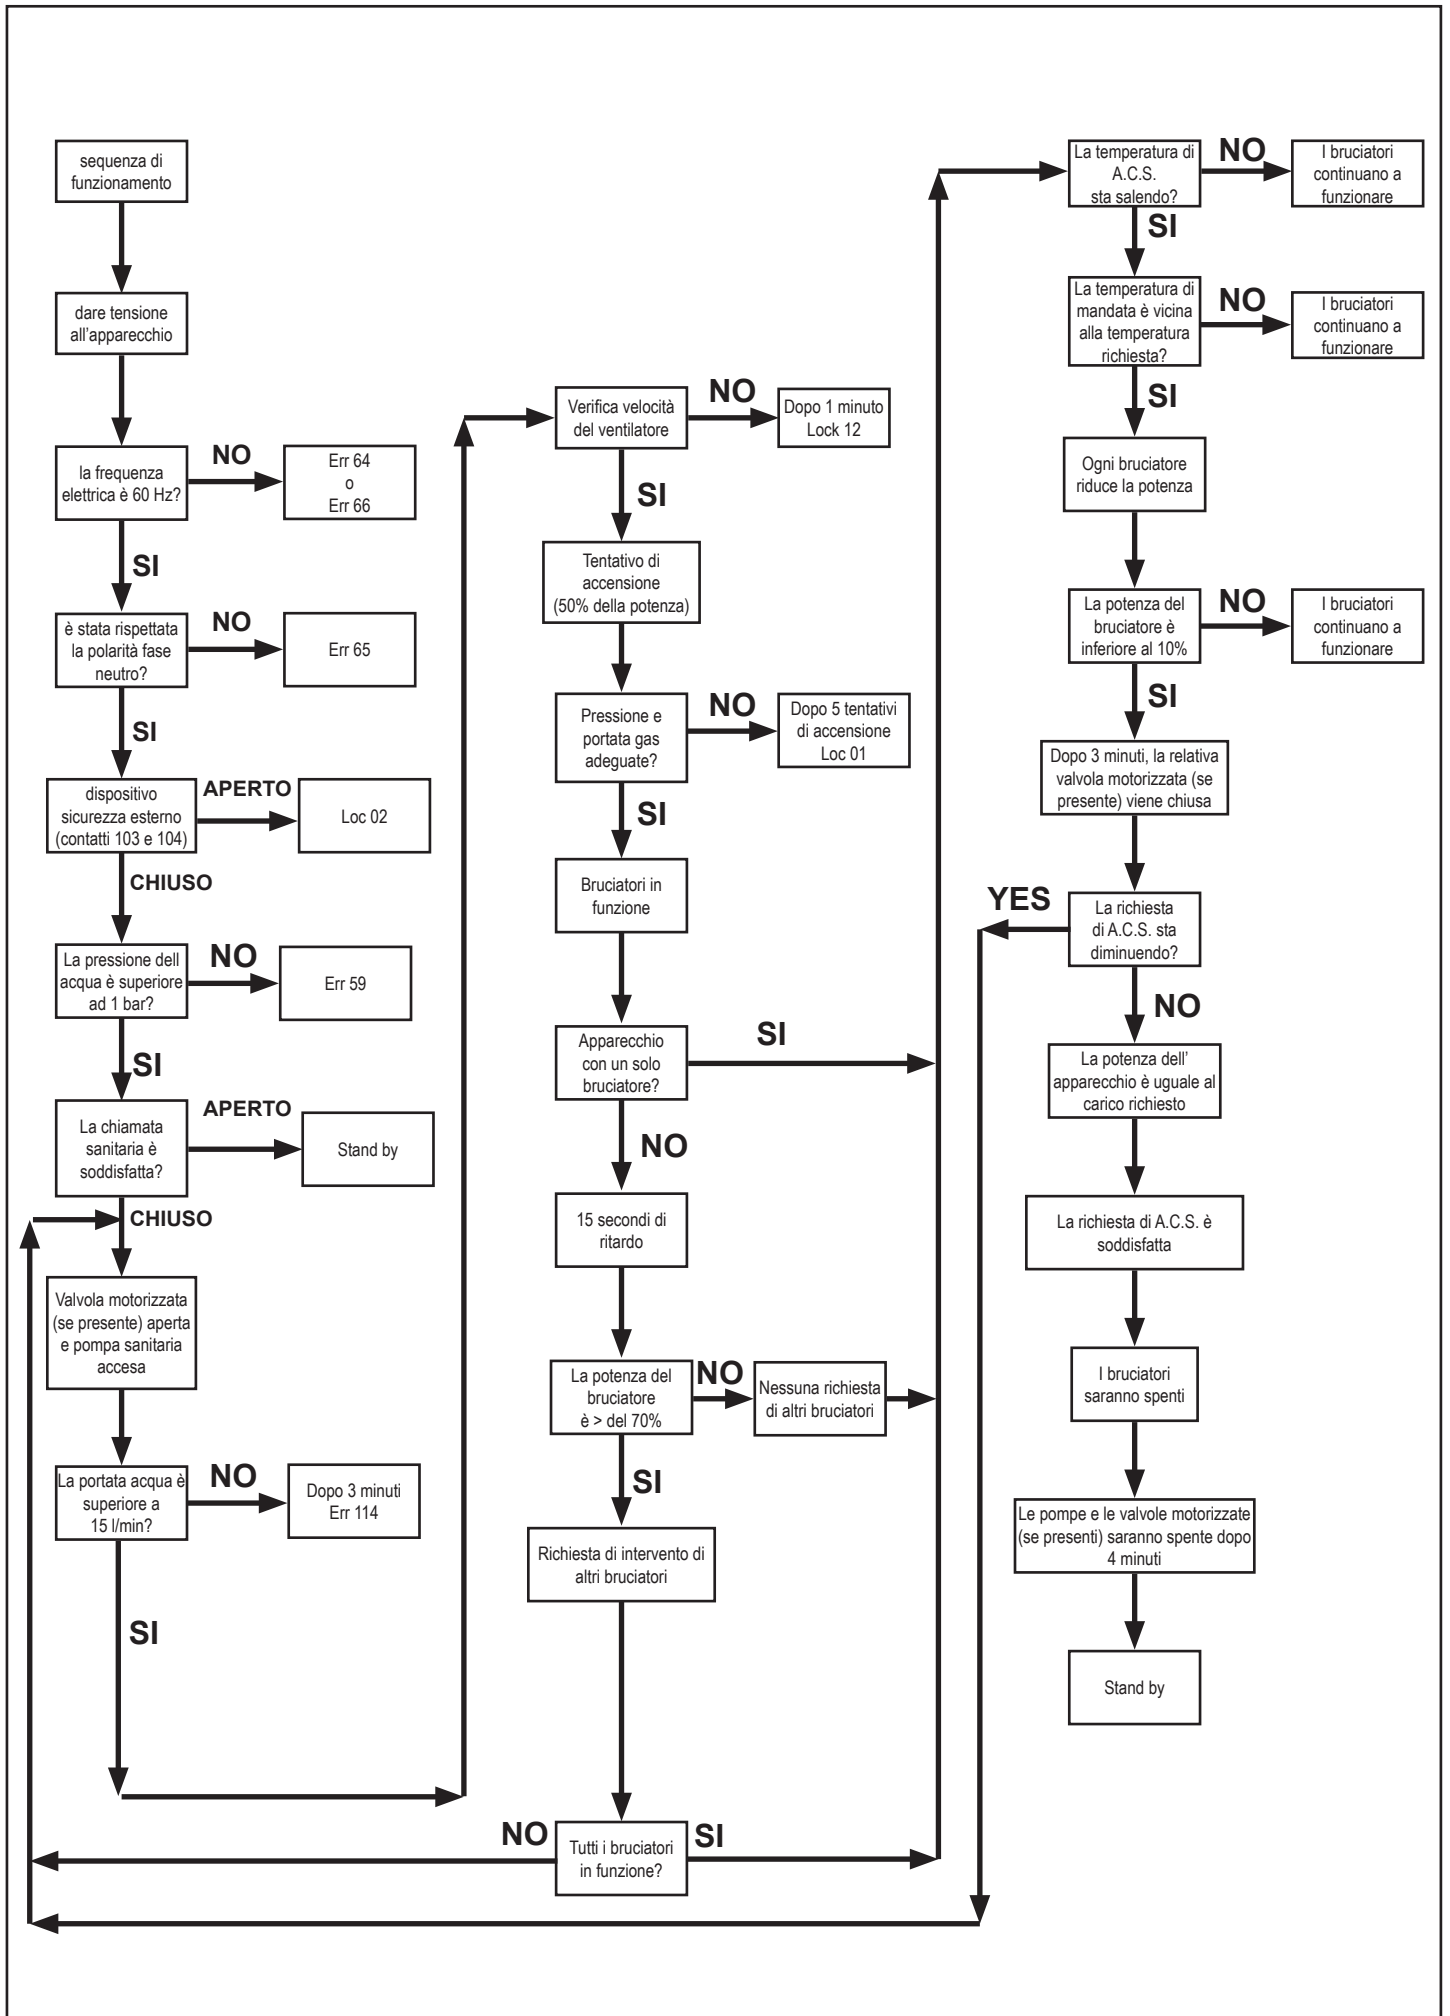 sequenza di
funzionamento
dare tensione
all'apparecchio
la frequenza
elettrica è 60 Hz?
NO
Err 64
o
Err 66
SI
è stata rispettata
la polarità fase
neutro?
NO
Err 65
SI
dispositivo
sicurezza esterno
(contatti 103 e 104)
APERTO
Loc 02
CHIUSO
La pressione dell
acqua è superiore
ad 1 bar?
NO
Err 59
SI
La chiamata
sanitaria è
soddisfatta?
APERTO
Stand by
CHIUSO
Valvola motorizzata
(se presente) aperta
e pompa sanitaria
accesa
La portata acqua è
superiore a
15 l/min?
NO
Dopo 3 minuti
Err 114
SI
Verifica velocità
del ventilatore
NO
Dopo 1 minuto
Lock 12
SI
Tentativo di
accensione
(50% della potenza)
Pressione e
portata gas
adeguate?
NO
Dopo 5 tentativi
di accensione
Loc 01
SI
Bruciatori in
funzione
Apparecchio
con un solo
bruciatore?
SI
NO
15 secondi di
ritardo
La potenza del
bruciatore
è > del 70%
NO
Nessuna richiesta
di altri bruciatori
SI
Richiesta di intervento di
altri bruciatori
Tutti i bruciatori
in funzione?
NO
SI
La temperatura di
A.C.S.
sta salendo?
NO
I bruciatori
continuano a
funzionare
SI
La temperatura di
mandata è vicina
alla temperatura
richiesta?
NO
I bruciatori
continuano a
funzionare
SI
Ogni bruciatore
riduce la potenza
La potenza del
bruciatore è
inferiore al 10%
NO
I bruciatori
continuano a
funzionare
SI
Dopo 3 minuti, la relativa
valvola motorizzata (se
presente) viene chiusa
La richiesta
di A.C.S. sta
diminuendo?
YES
NO
La potenza dell'
apparecchio è uguale al
carico richiesto
La richiesta di A.C.S. è
soddisfatta
I bruciatori
saranno spenti
Le pompe e le valvole motorizzate
(se presenti) saranno spente dopo
4 minuti
Stand by